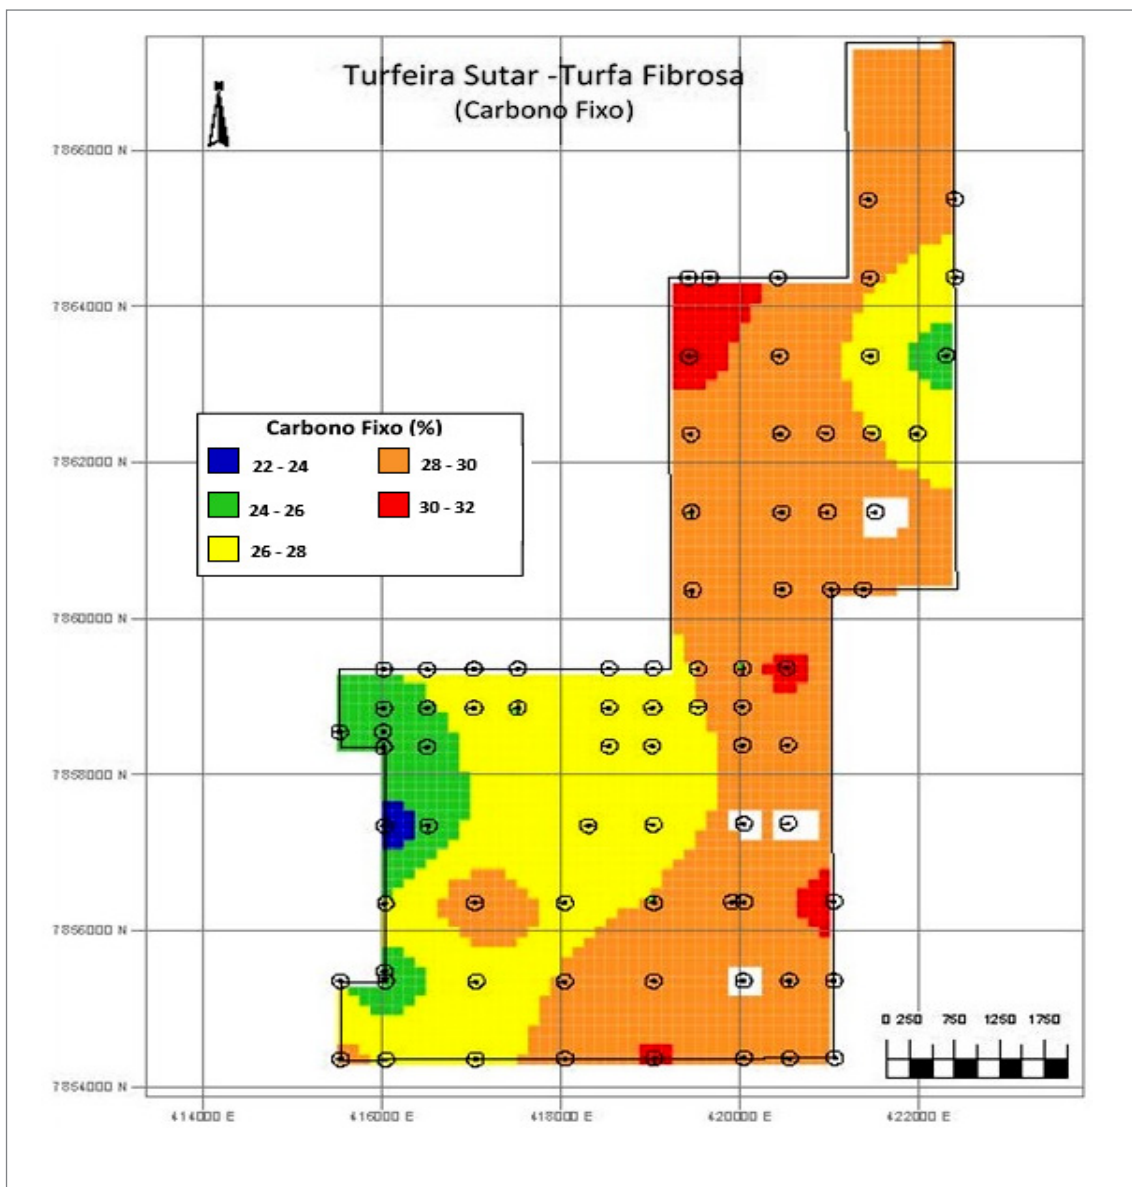 Turfeira Sutar -Turfa Fibrosa
(Carbono Fixo)
N
7866000 N
7864000 N
Carbono Fixo (%)
22 - 24
28 - 30
7862000 N
24 - 26
30 - 32
26 - 28
7860000 N
7858000 N
7856000 N
0 250 750 1250 1750
7854000 N
414000 E 416000 E 418000 E 420000 E 422000 E